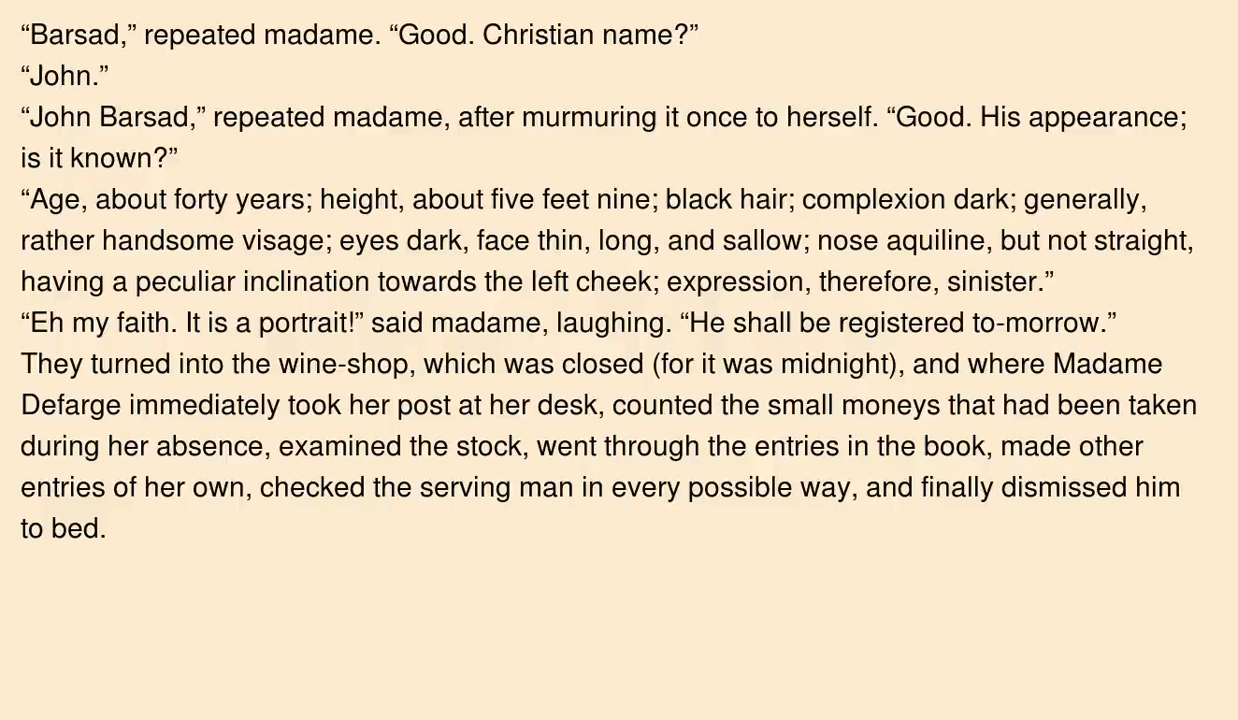 “Barsad,” repeated madame. “Good. Christian name?”
“John.”
“John Barsad,” repeated madame, after murmuring it once to herself. “Good. His appearance;
is it known?”
“Age, about forty years; height, about five feet nine; black hair; complexion dark; generally,
rather handsome visage; eyes dark, face thin, long, and sallow; nose aquiline, but not straight,
having a peculiar inclination towards the left cheek; expression, therefore, sinister.”
“Eh my faith. It is a portrait!” said madame, laughing. “He shall be registered to-morrow.”
They turned into the wine-shop, which was closed (for it was midnight), and where Madame
Defarge immediately took her post at her desk, counted the small moneys that had been taken
during her absence, examined the stock, went through the entries in the book, made other
entries of her own, checked the serving man in every possible way, and finally dismissed him
to bed.